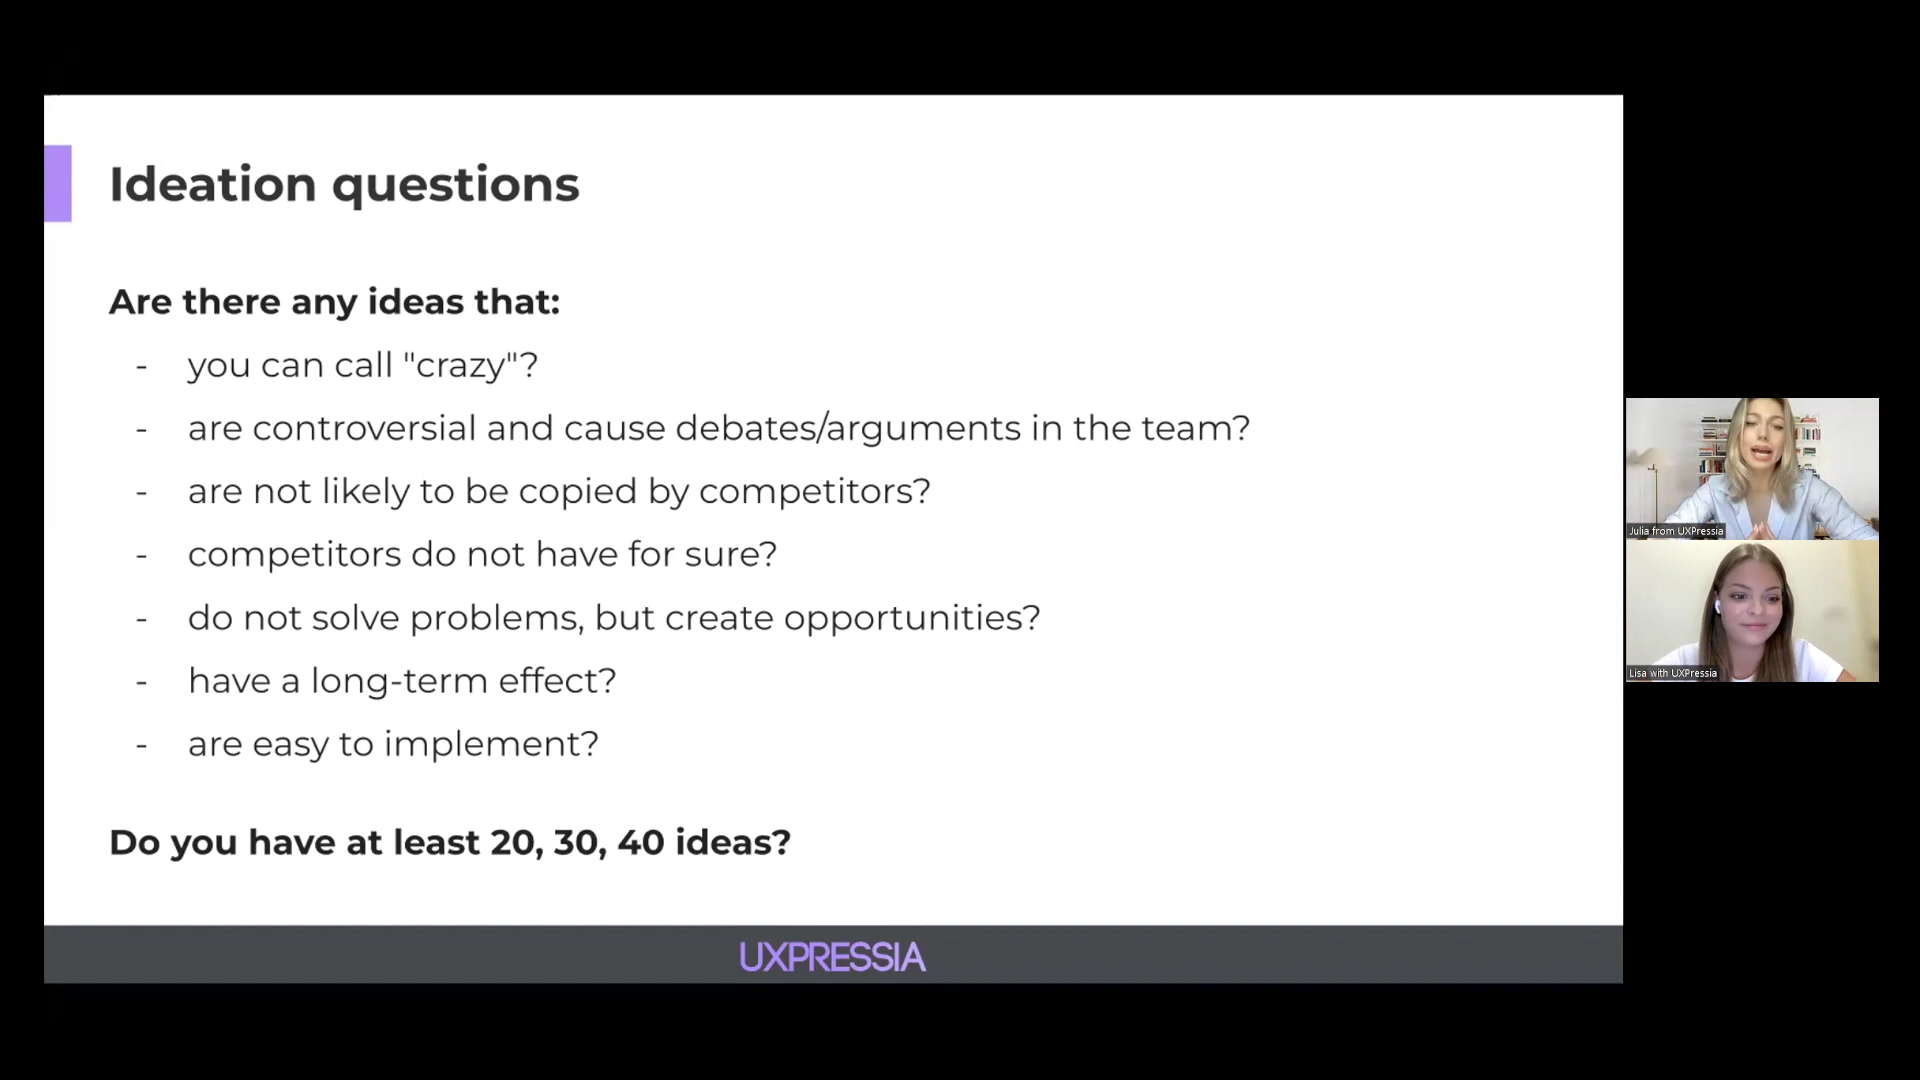 Ideation questions
Are there any ideas that:
- you can call "crazy"?
- are controversial and cause debates/arguments in the team?
- are not likely to be copied by competitors?
- competitors do not have for sure?
- do not solve problems, but create opportunities?
- have a long-term effect?
- are easy to implement?
Do you have at least 20, 30, 40 ideas?
UXPRESSIA
Julia from UXPressia
Lisa with UXPressia